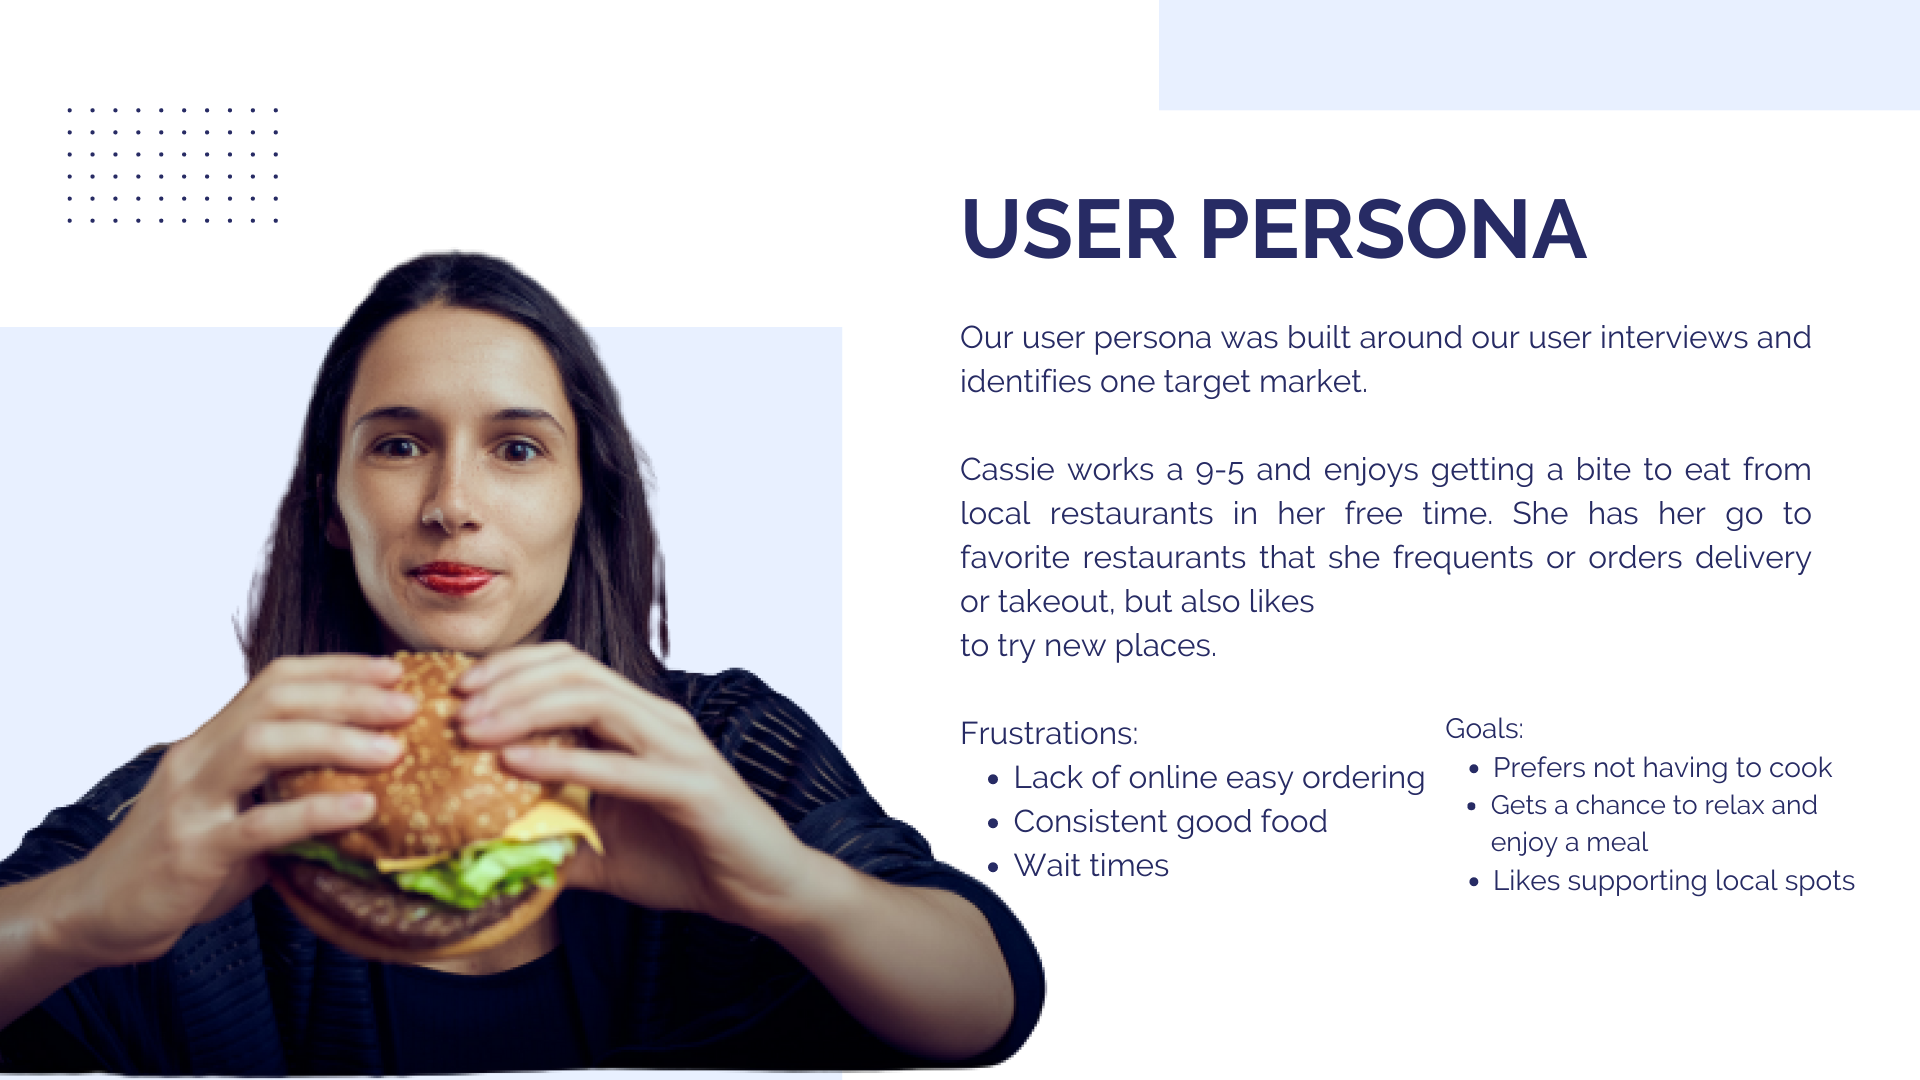 USER PERSONA
Our user persona was built around our user interviews and
identifies one target market.
Cassie works a 9-5 and enjoys getting a bite to eat from
local restaurants in her free time. She has her go to
favorite restaurants that she frequents or orders delivery
or takeout, but also likes
to try new places.
Frustrations:
• Lack of online easy ordering
• Consistent good food
• Wait times
Goals:
• Prefers not having to cook
• Gets a chance to relax and
enjoy a meal
• Likes supporting local spots